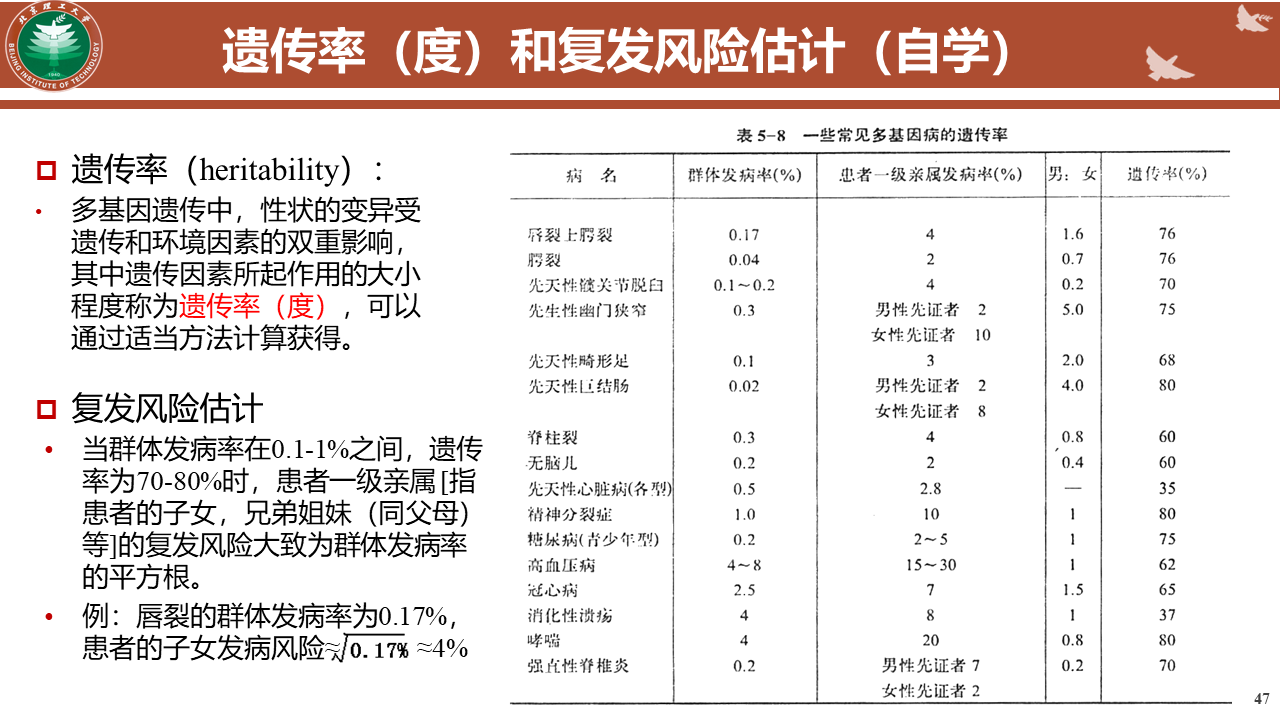 北京理工大学
BEIJING INSTITUTE OF TECHNOLOGY
1940
遗传率（度）和复发风险估计（自学）
遗传率（heritability）：
• 多基因遗传中，性状的变异受
遗传和环境因素的双重影响，
其中遗传因素所起作用的大小
程度称为遗传率（度），可以
通过适当方法计算获得。
复发风险估计
• 当群体发病率在0.1-1%之间，遗传
率为70-80%时，患者一级亲属[指
患者的子女，兄弟姐妹（同父母）
等]的复发风险大致为群体发病率
的平方根。
• 例：唇裂的群体发病率为0.17%，
患者的子女发病风险≈√0.17% ≈4%
表 5-8 一些常见多基因病的遗传率
病 名 群体发病率(%) 患者一级亲属发病率(%) 男：女 遗传率(%)
唇裂上腭裂 0.17 4 1.6 76
腭裂 0.04 2 0.7 76
先天性髋关节脱臼 0.1～0.2 4 0.2 70
先生性幽门狭窄 0.3 男性先证者 2 5.0 75
女性先证者 10
先天性畸形足 0.1 3 2.0 68
先天性巨结肠 0.02 男性先证者 2 4.0 80
女性先证者 8
脊柱裂 0.3 4 0.8 60
无脑儿 0.2 2 0.4 60
先天性心脏病(各型) 0.5 2.8 — 35
精神分裂症 1.0 10 1 80
糖尿病(青少年型) 0.2 2～5 1 75
高血压病 4～8 15～30 1 62
冠心病 2.5 7 1.5 65
消化性溃疡 4 8 1 37
哮喘 4 20 0.8 80
强直性脊椎炎 0.2 男性先证者 7 0.2 70
女性先证者 2
47